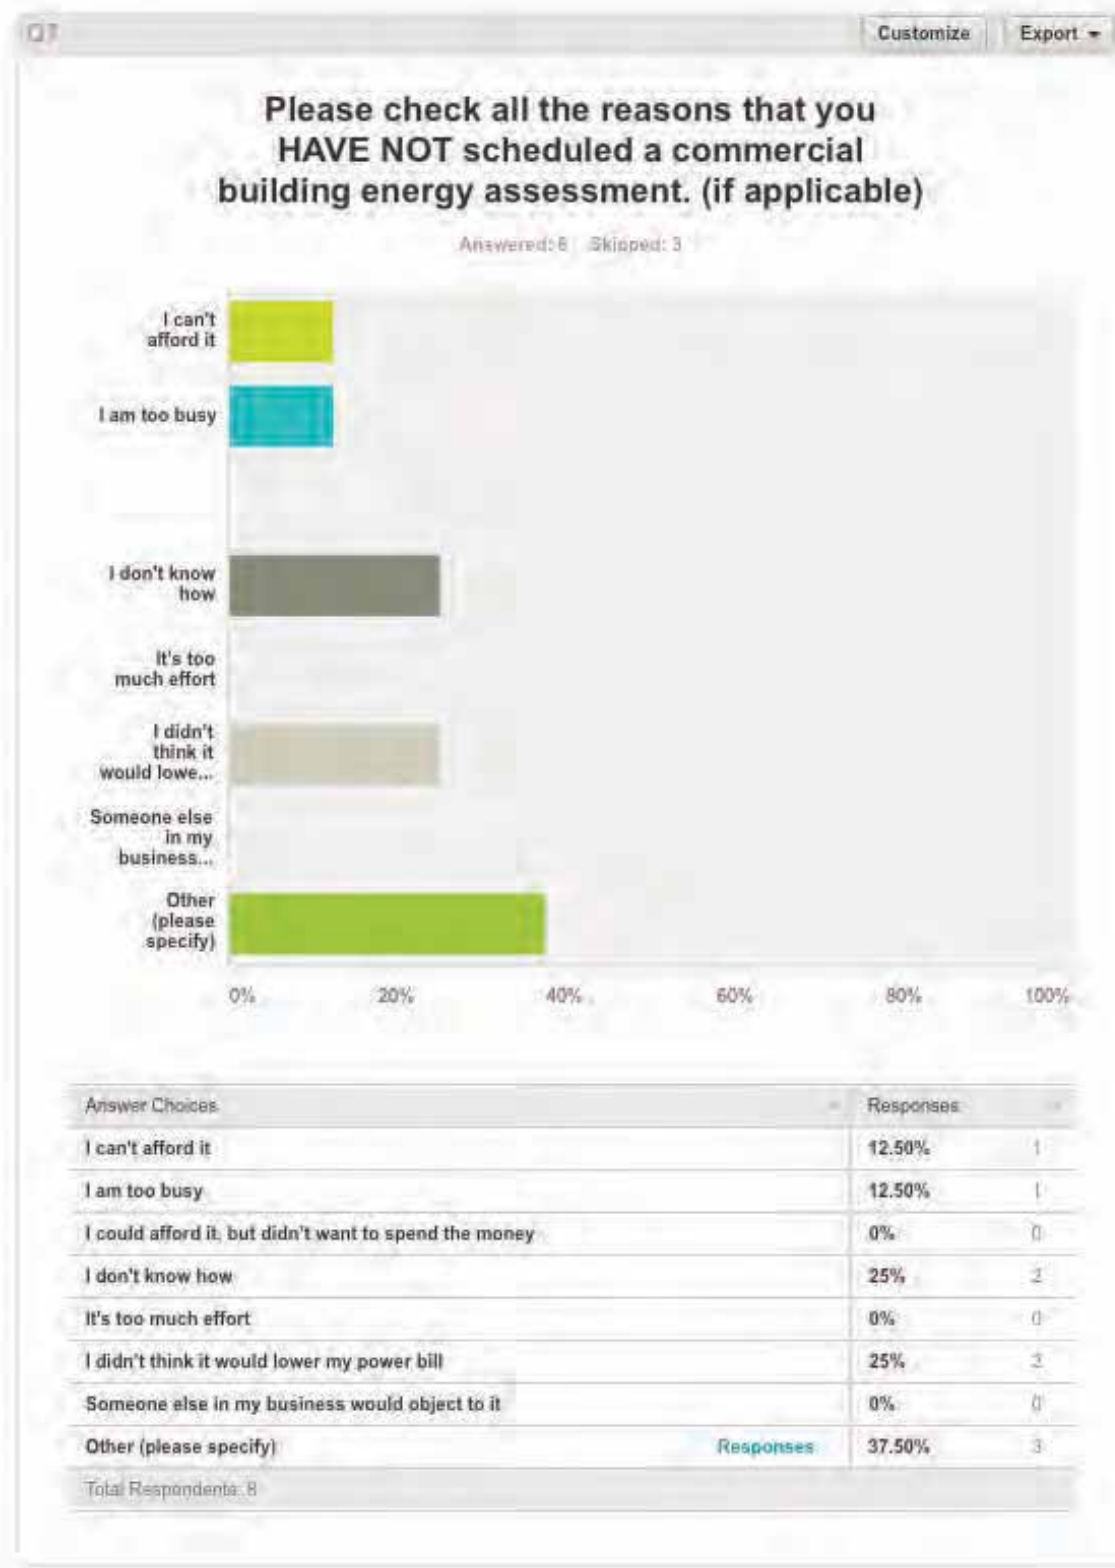 Q7
Customize
Export
Please check all the reasons that you
HAVE NOT scheduled a commercial
building energy assessment. (if applicable)
Answered: 8 Skipped: 3
I can't
afford it
I am too busy
I don't know
how
It's too
much effort
I didn't
think it
would lowe...
Someone else
in my
business...
Other
(please
specify)
0% 20% 40% 60% 80% 100%
Answer Choices Responses
I can't afford it 12.50% 1
I am too busy 12.50% 1
I could afford it, but didn't want to spend the money 0% 0
I don't know how 25% 2
It's too much effort 0% 0
I didn't think it would lower my power bill 25% 2
Someone else in my business would object to it 0% 0
Other (please specify) Responses 37.50% 3
Total Respondents: 8